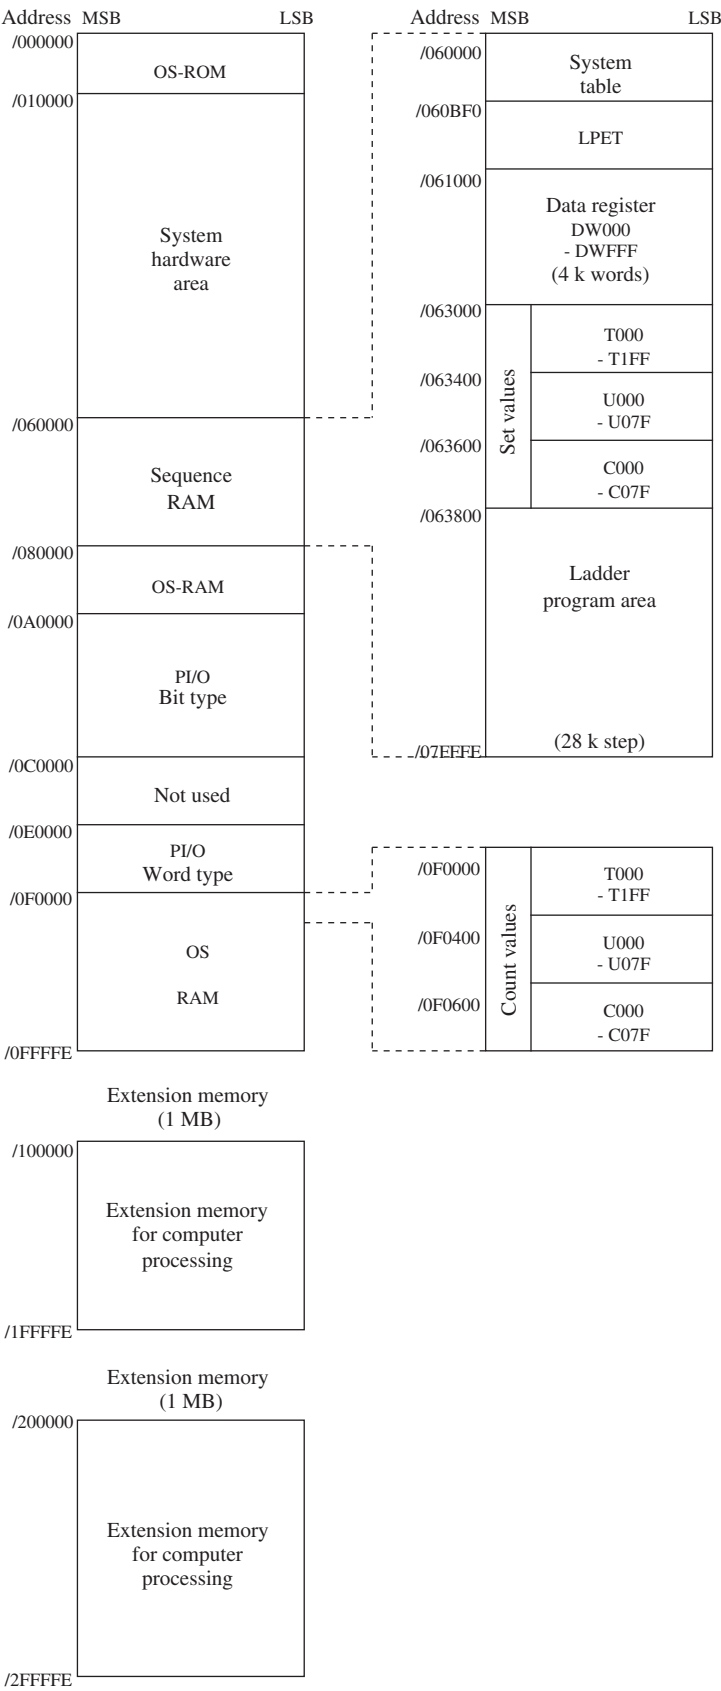 Address MSB LSB
/000000
OS-ROM
/010000
System
hardware
area
/060000
Sequence
RAM
/080000
OS-RAM
/0A0000
PI/O
Bit type
/0C0000
Not used
/0E0000
PI/O
Word type
/0F0000
OS
RAM
/0FFFFE
Extension memory
(1 MB)
/100000
Extension memory
for computer
processing
/1FFFFE
Extension memory
(1 MB)
/200000
Extension memory
for computer
processing
/2FFFFE
Address MSB LSB
/060000
System
table
/060BF0
LPET
/061000
Data register
DW000
- DWFFF
(4 k words)
/063000
Set values
T000
- T1FF
/063400
U000
- U07F
/063600
C000
- C07F
/063800
Ladder
program area
(28 k step)
/07FFFE
/0F0000
Count values
T000
- T1FF
/0F0400
U000
- U07F
/0F0600
C000
- C07F